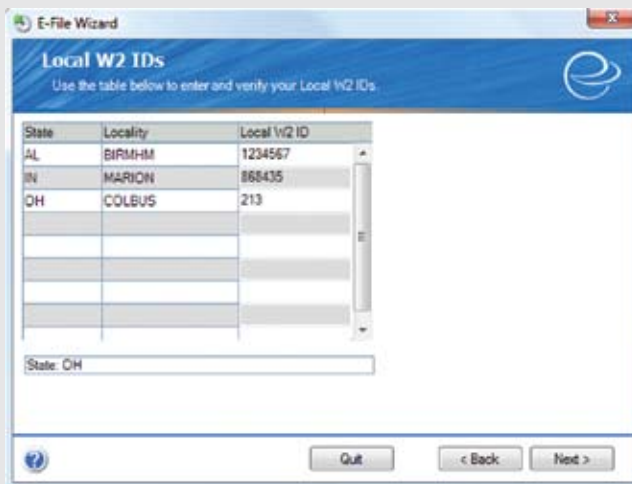 E-File Wizard
Local W2 IDs
Use the table below to enter and verify your Local W2 IDs
State Locality Local W2 ID
AL BIRMHM 1234567
IN MARION 868435
OH COLBUS 213
State: OH
Quit < Back Next >